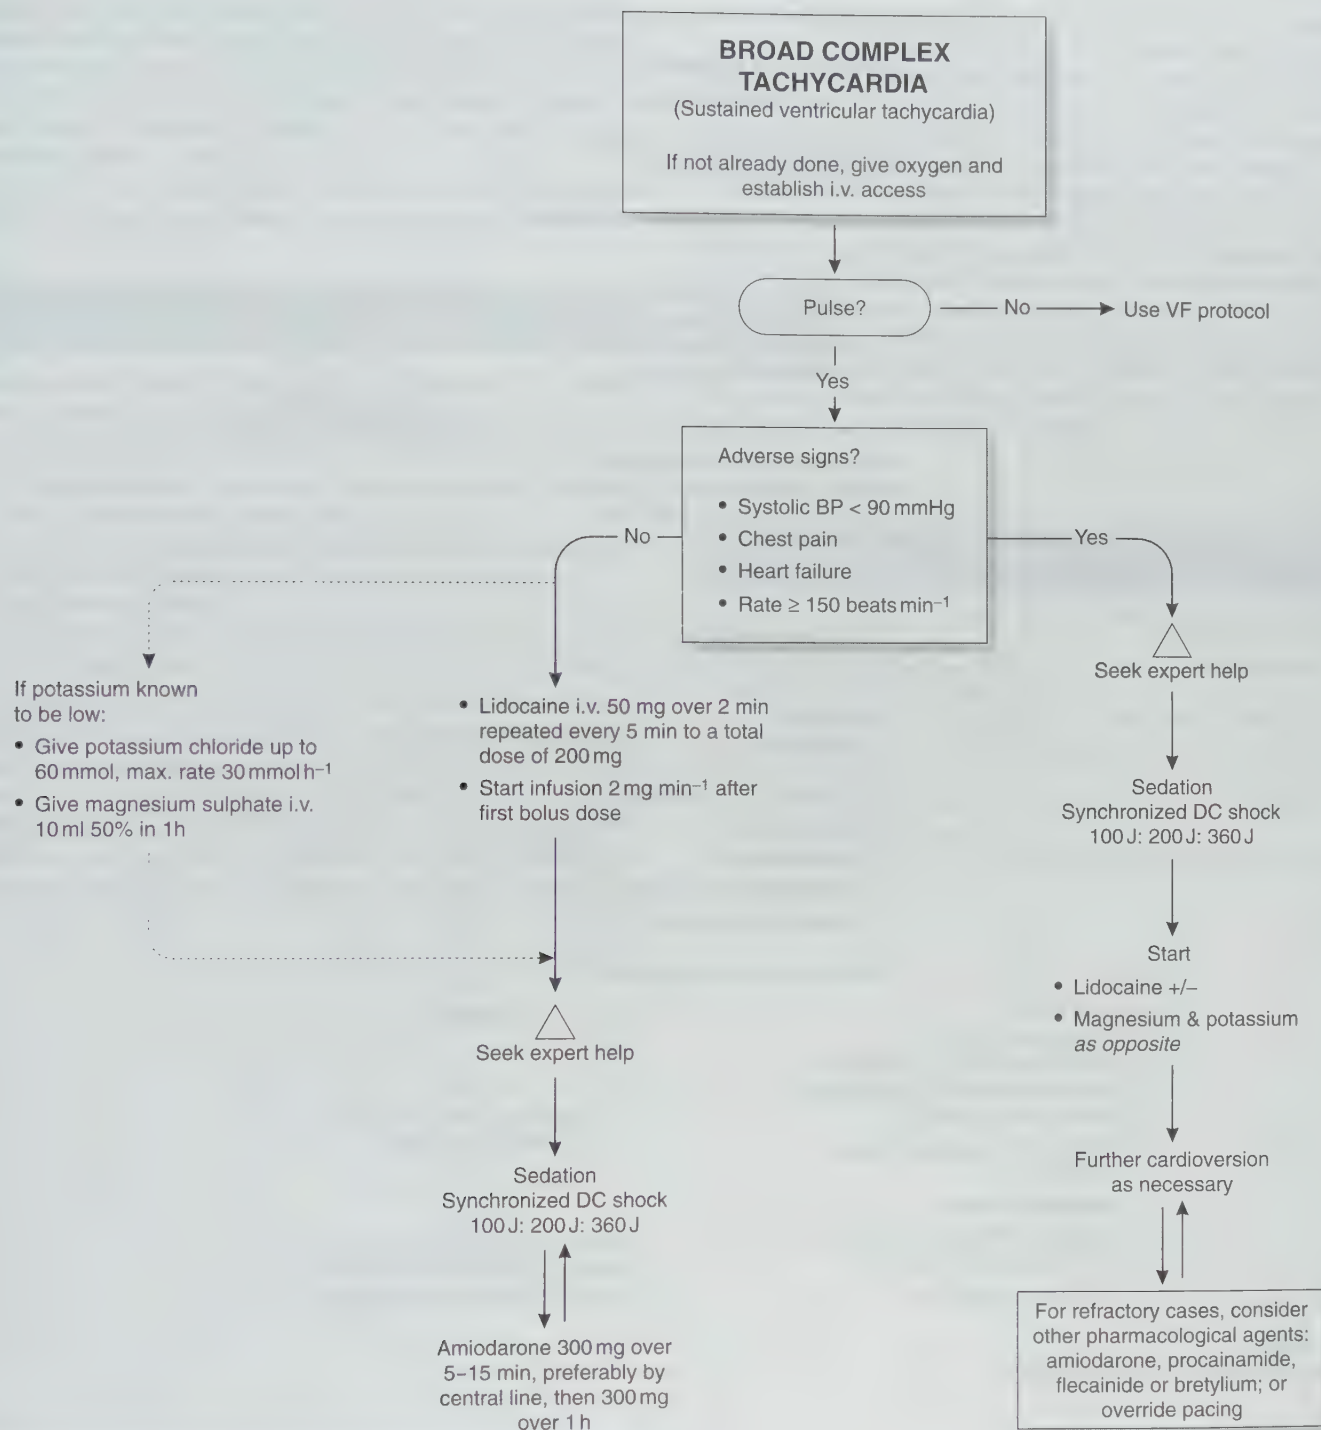 BROAD COMPLEX
TACHYCARDIA
(Sustained ventricular tachycardia)
If not already done, give oxygen and
establish i.v. access
Pulse?
No
Use VF protocol
Yes
Adverse signs?
• Systolic BP < 90 mmHg
• Chest pain
• Heart failure
• Rate ≥ 150 beats min⁻¹
No
Yes
If potassium known
to be low:
• Give potassium chloride up to
60 mmol, max. rate 30 mmol h⁻¹
• Give magnesium sulphate i.v.
10 ml 50% in 1h
• Lidocaine i.v. 50 mg over 2 min
repeated every 5 min to a total
dose of 200 mg
• Start infusion 2 mg min⁻¹ after
first bolus dose
Seek expert help
Sedation
Synchronized DC shock
100 J: 200 J: 360 J
Amiodarone 300 mg over
5–15 min, preferably by
central line, then 300 mg
over 1 h
Seek expert help
Sedation
Synchronized DC shock
100 J: 200 J: 360 J
Start
• Lidocaine +/–
• Magnesium & potassium
as opposite
Further cardioversion
as necessary
For refractory cases, consider
other pharmacological agents:
amiodarone, procainamide,
flecainide or bretylium; or
override pacing